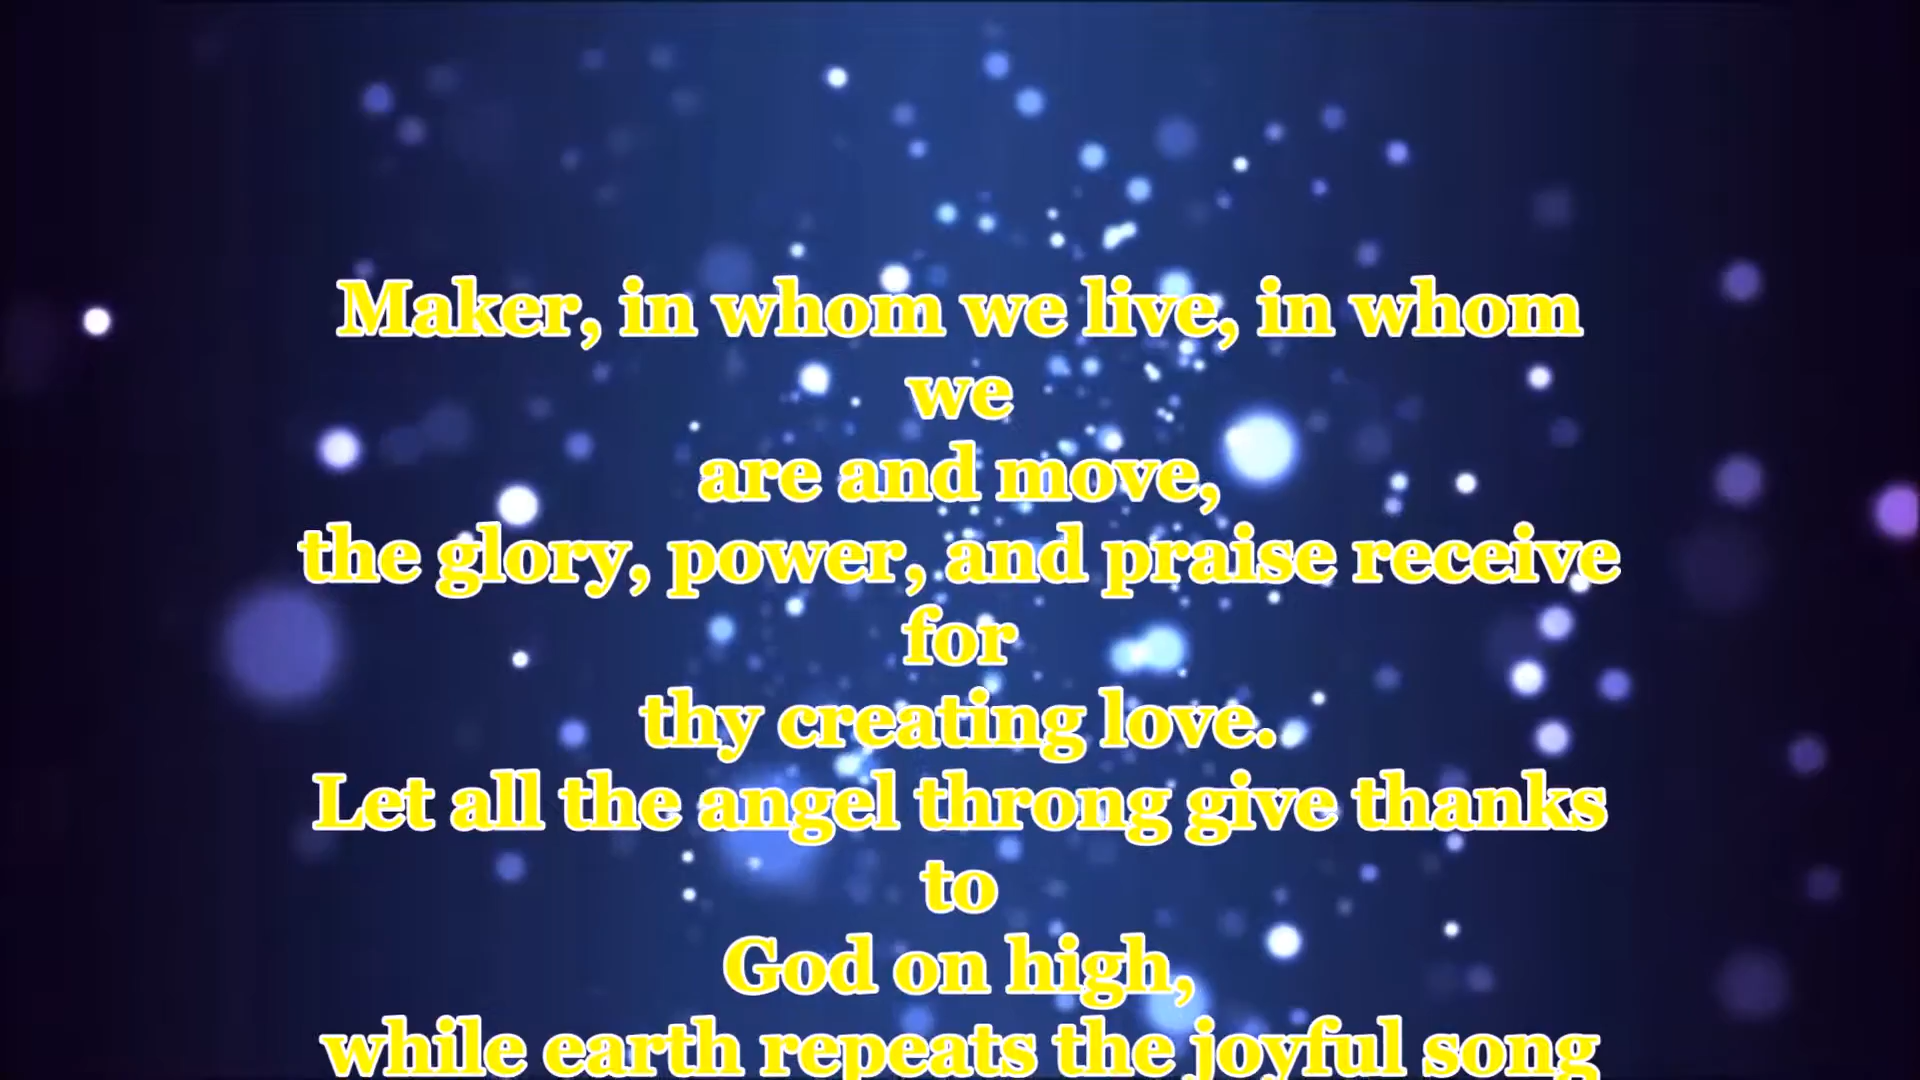 Maker, in whom we live, in whom
we
are and move,
the glory, power, and praise receive
for
thy creating love.
Let all the angel throng give thanks
to
God on high,
while earth repeats the joyful song